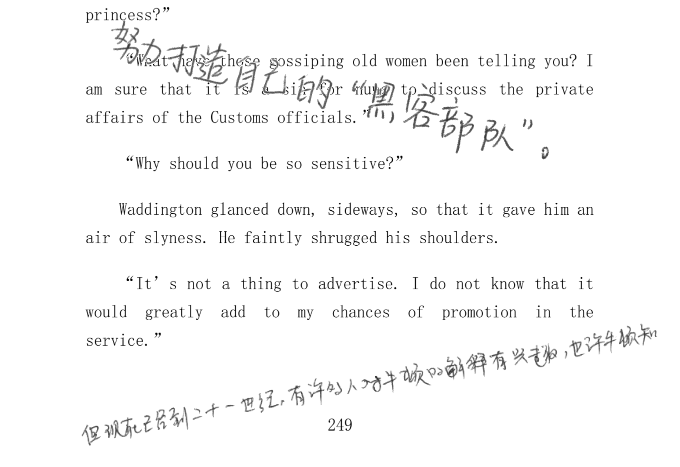 princess?”
努力打造自己的“黑客部队”。
“What have these gossiping old women been telling you? I
am sure that it is a sin for nuns to discuss the private
affairs of the Customs officials.”
“Why should you be so sensitive?”
Waddington glanced down, sideways, so that it gave him an
air of slyness. He faintly shrugged his shoulders.
“It’s not a thing to advertise. I do not know that it
would greatly add to my chances of promotion in the
service.”
但现在已经到二十一世纪,有许多人对牛顿的解释有兴趣,也许牛顿知
249